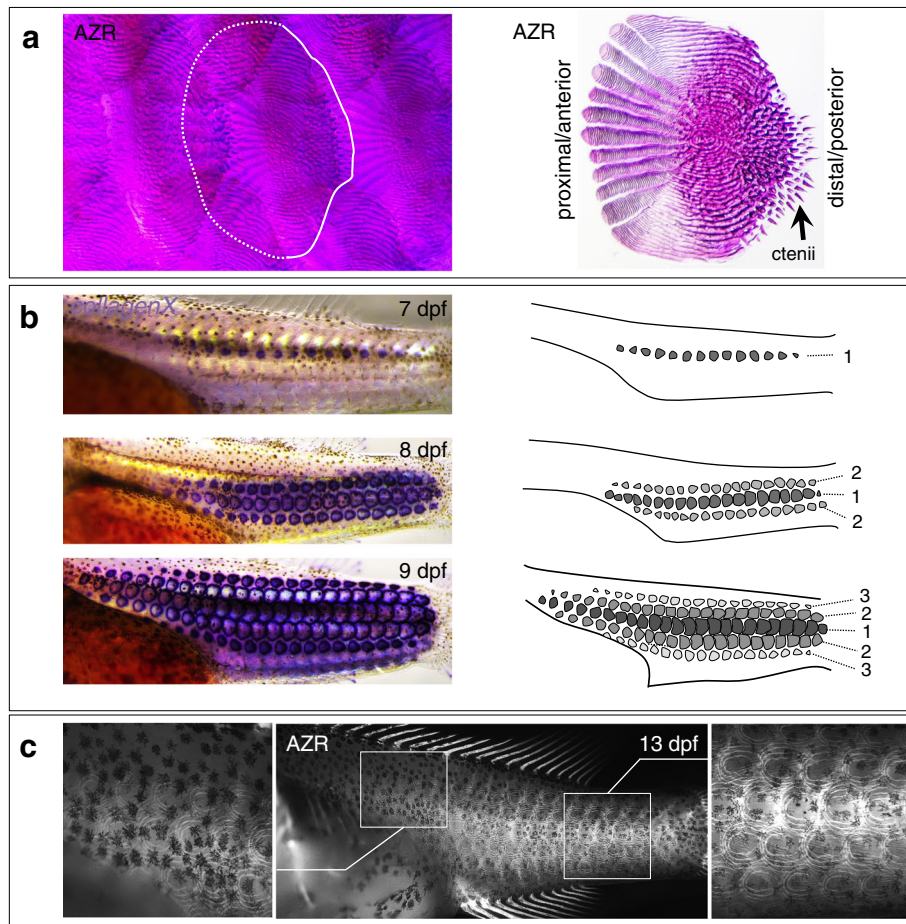 a
AZR
AZR
proximal/anterior
distal/posterior
ctenii
b
collagenX
7 dpf
1
8 dpf
2
1
2
9 dpf
3
2
1
2
3
c
AZR
13 dpf